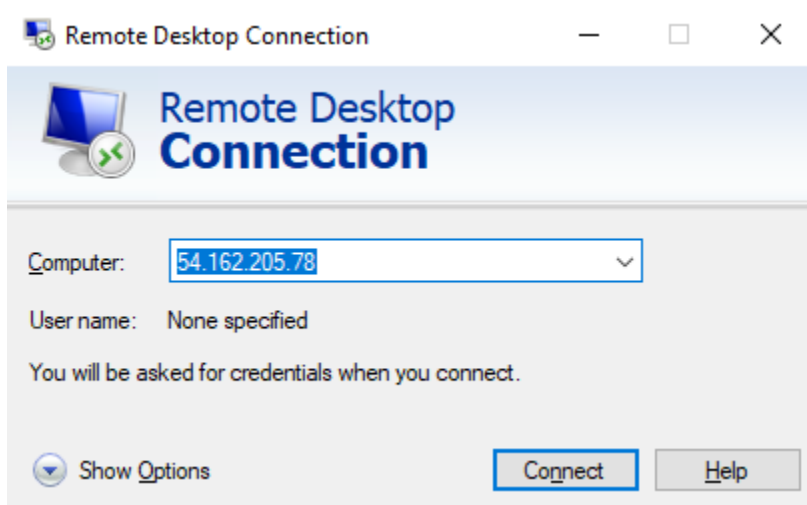 Remote Desktop Connection
Remote Desktop
Connection
Computer: 54.162.205.78
User name: None specified
You will be asked for credentials when you connect.
Show Options Connect Help